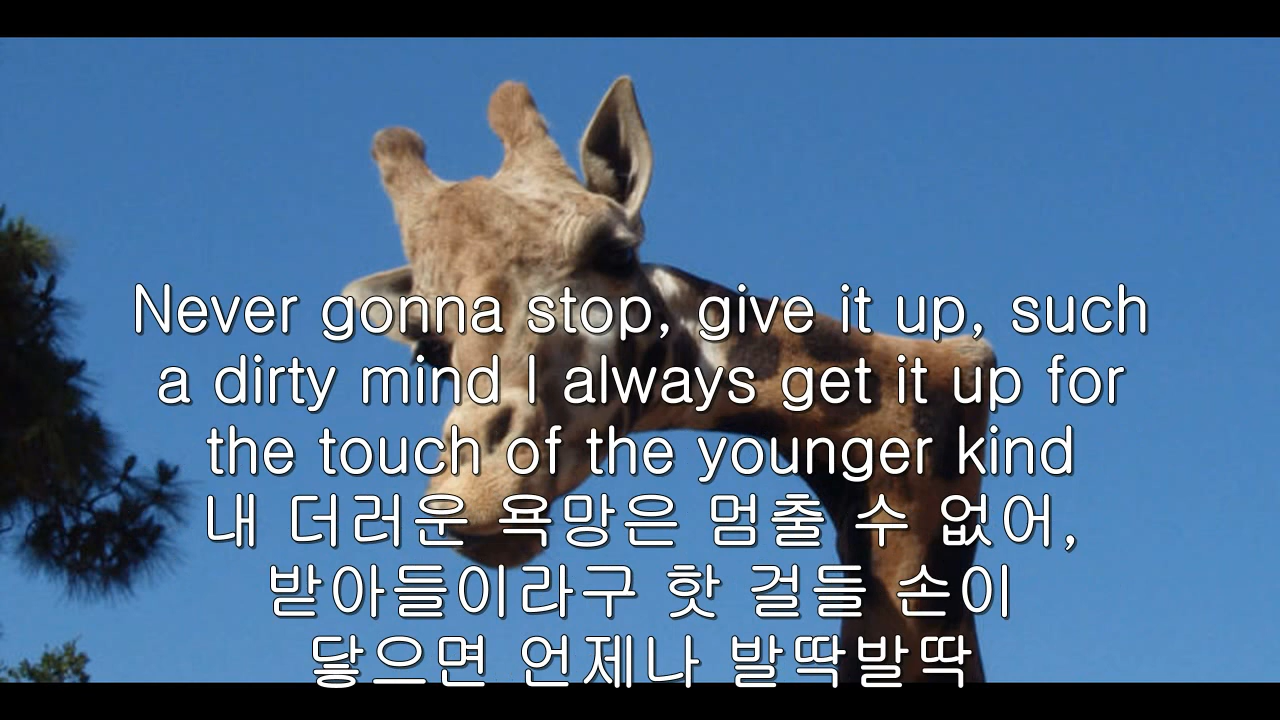 Never gonna stop, give it up, such
a dirty mind I always get it up for
the touch of the younger kind
내 더러운 욕망은 멈출 수 없어,
받아들이라구 핫 걸들 손이
닿으면 언제나 발딱발딱